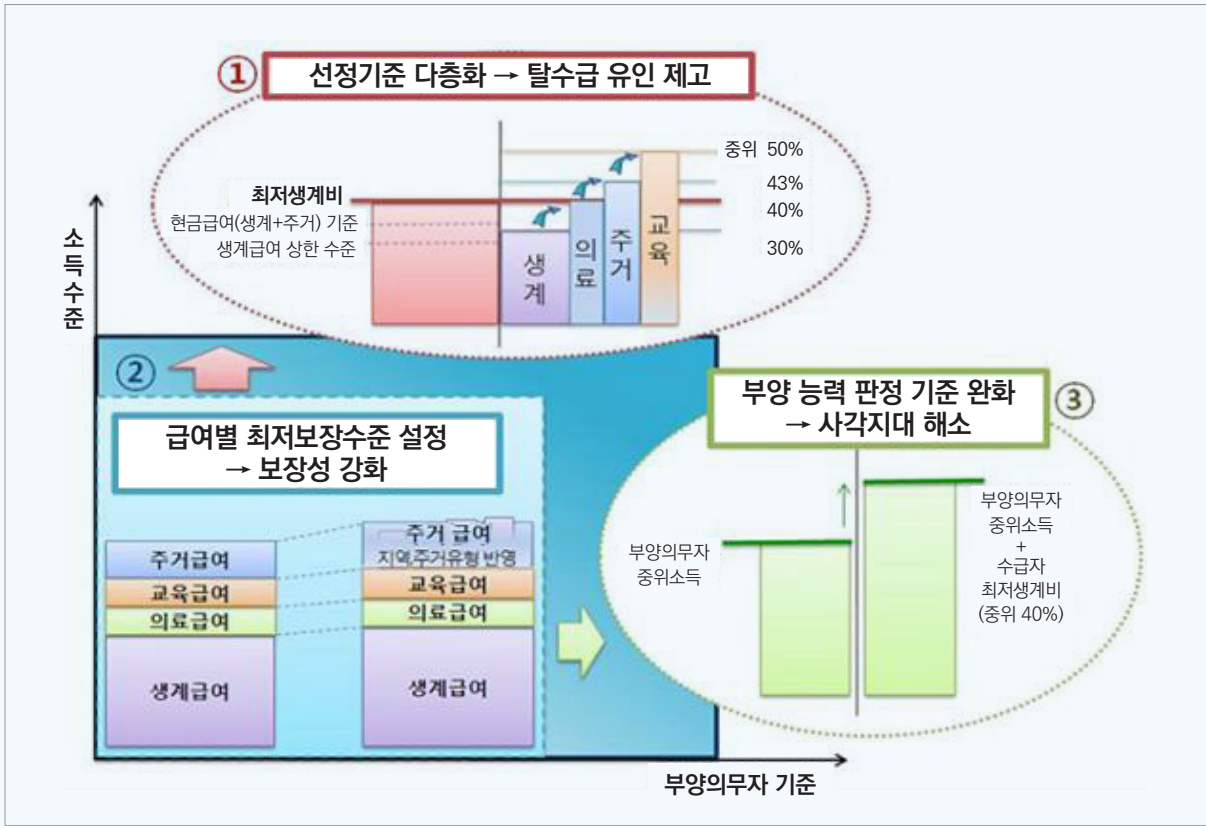 ① 선정기준 다층화 → 탈수급 유인 제고
중위 50%
43%
40%
30%
최저생계비
현금급여(생계+주거) 기준
생계급여 상한 수준
생계
의료
주거
교육
소득수준
②
급여별 최저보장수준 설정
→ 보장성 강화
주거급여
교육급여
의료급여
생계급여
주거 급여
지역,주거유형 반영
교육급여
의료급여
생계급여
부양 능력 판정 기준 완화
→ 사각지대 해소
③
부양의무자
중위소득
부양의무자
중위소득
+
수급자
최저생계비
(중위 40%)
부양의무자 기준